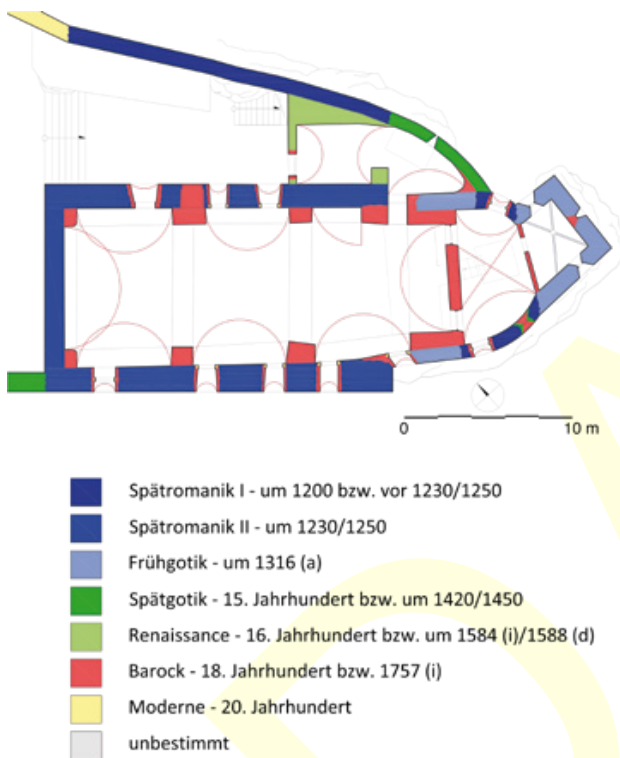 0 10 m
Spätromanik I - um 1200 bzw. vor 1230/1250
Spätromanik II - um 1230/1250
Frühgotik - um 1316 (a)
Spätgotik - 15. Jahrhundert bzw. um 1420/1450
Renaissance - 16. Jahrhundert bzw. um 1584 (i)/1588 (d)
Barock - 18. Jahrhundert bzw. 1757 (i)
Moderne - 20. Jahrhundert
unbestimmt